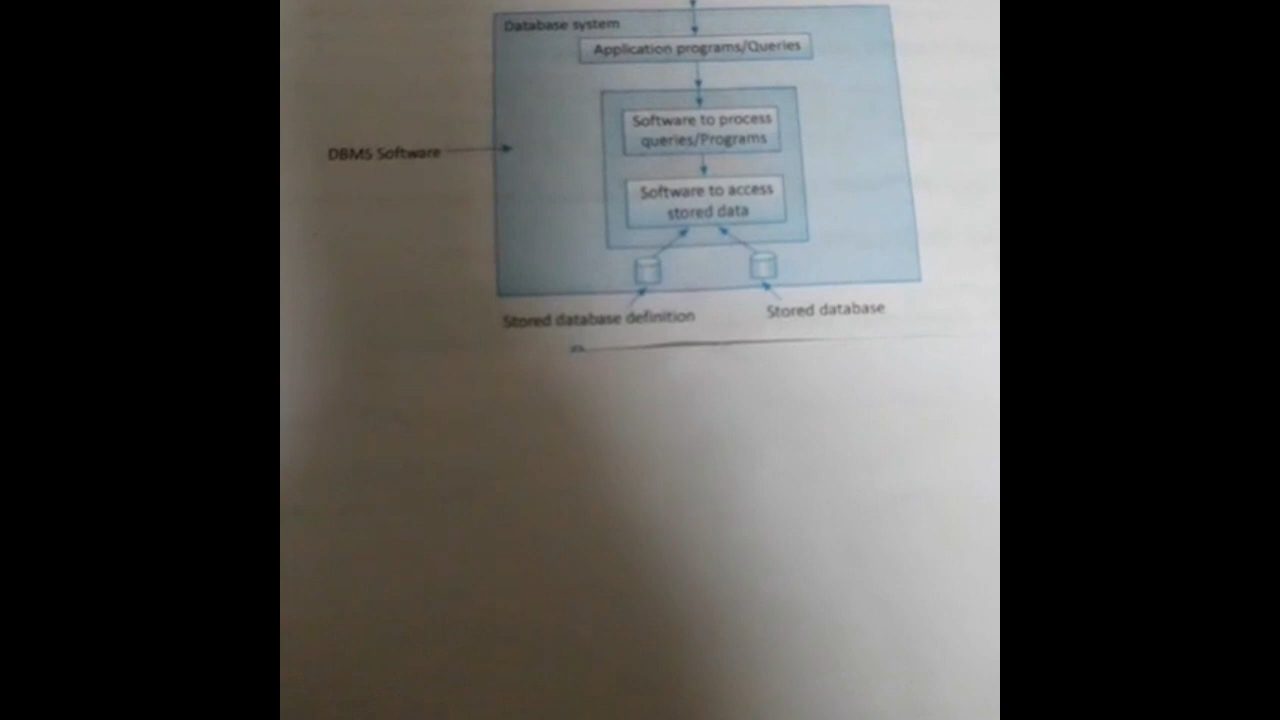 Database system
Application programs/Queries
Software to process
queries/Programs
DBMS Software
Software to access
stored data
Stored database definition
Stored database